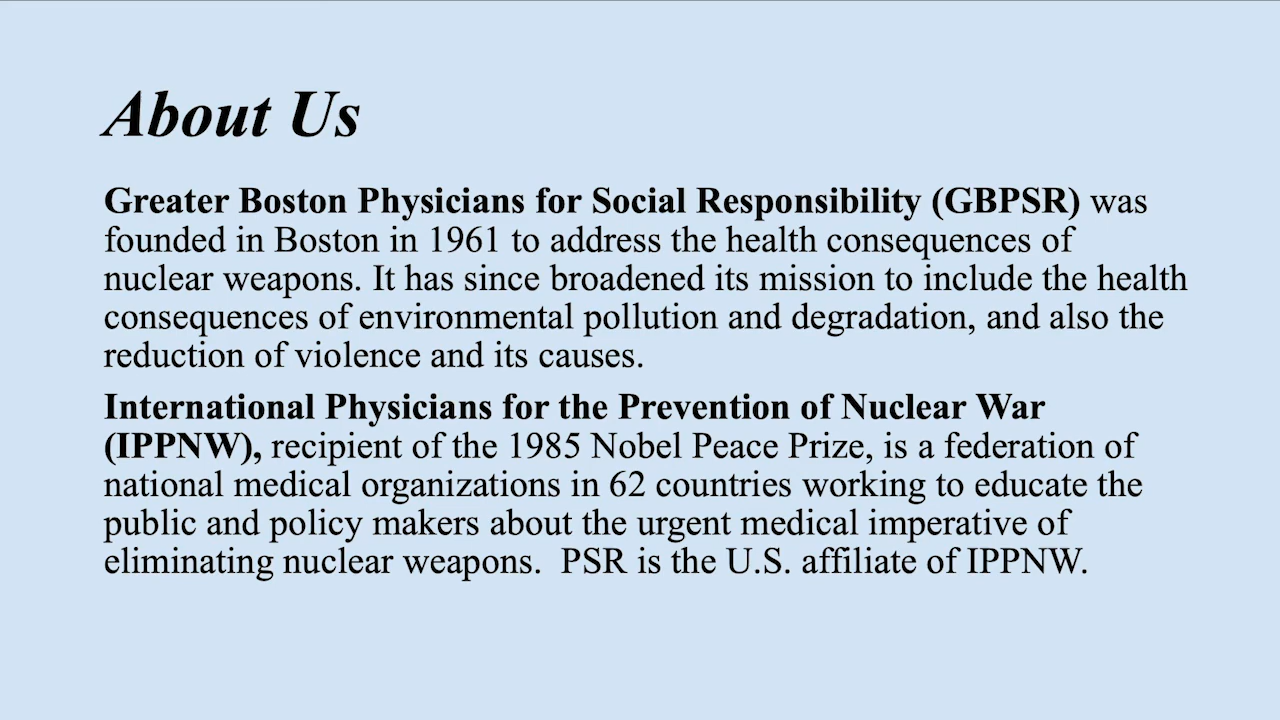 About Us
Greater Boston Physicians for Social Responsibility (GBPSR) was
founded in Boston in 1961 to address the health consequences of
nuclear weapons. It has since broadened its mission to include the health
consequences of environmental pollution and degradation, and also the
reduction of violence and its causes.
International Physicians for the Prevention of Nuclear War
(IPPNW), recipient of the 1985 Nobel Peace Prize, is a federation of
national medical organizations in 62 countries working to educate the
public and policy makers about the urgent medical imperative of
eliminating nuclear weapons.  PSR is the U.S. affiliate of IPPNW.